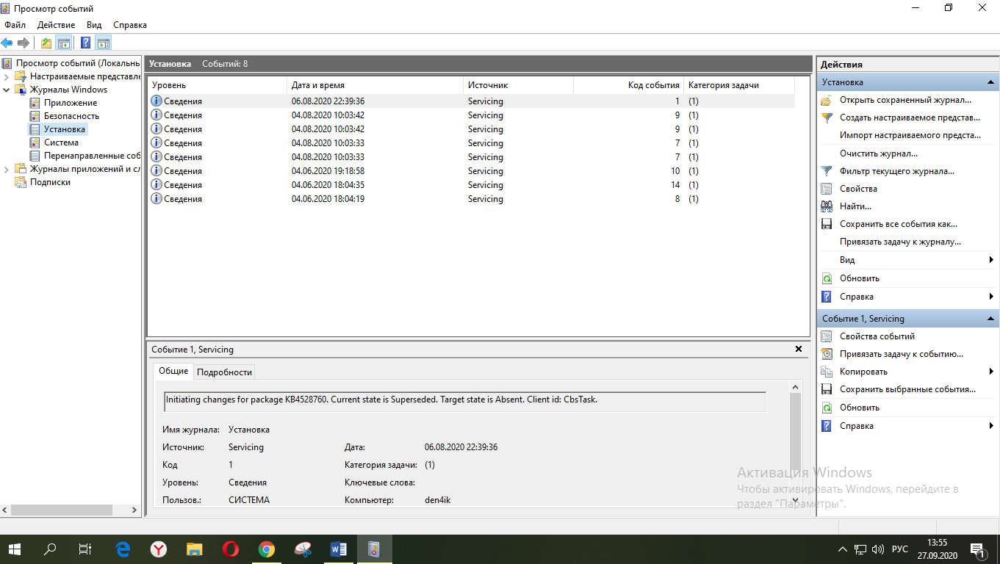 Просмотр событий
Файл Действие Вид Справка
Просмотр событий (Локальны
Настраиваемые представле
Журналы Windows
Приложение
Безопасность
Установка
Система
Перенаправленные соб
Журналы приложений и сл
Подписки
Установка Событий: 8
Уровень Дата и время Источник Код события Категория задачи
Сведения 06.08.2020 22:39:36 Servicing 1 (1)
Сведения 04.08.2020 10:03:42 Servicing 9 (1)
Сведения 04.08.2020 10:03:42 Servicing 9 (1)
Сведения 04.08.2020 10:03:33 Servicing 7 (1)
Сведения 04.08.2020 10:03:33 Servicing 7 (1)
Сведения 04.06.2020 19:18:58 Servicing 10 (1)
Сведения 04.06.2020 18:04:35 Servicing 14 (1)
Сведения 04.06.2020 18:04:19 Servicing 8 (1)
Событие 1, Servicing
Общие Подробности
Initiating changes for package KB4528760. Current state is Superseded. Target state is Absent. Client id: CbsTask.
Имя журнала: Установка
Источник: Servicing Дата: 06.08.2020 22:39:36
Код 1 Категория задачи: (1)
Уровень: Сведения Ключевые слова:
Пользов.: СИСТЕМА Компьютер: den4ik
Действия
Установка
Открыть сохраненный журнал...
Создать настраиваемое представ...
Импорт настраиваемого предста...
Очистить журнал...
Фильтр текущего журнала...
Свойства
Найти...
Сохранить все события как...
Привязать задачу к журналу...
Вид
Обновить
Справка
Событие 1, Servicing
Свойства событий
Привязать задачу к событию...
Копировать
Сохранить выбранные события...
Обновить
Справка
Активация Windows
Чтобы активировать Windows, перейдите в
раздел "Параметры".
РУС
13:55
27.09.2020
1